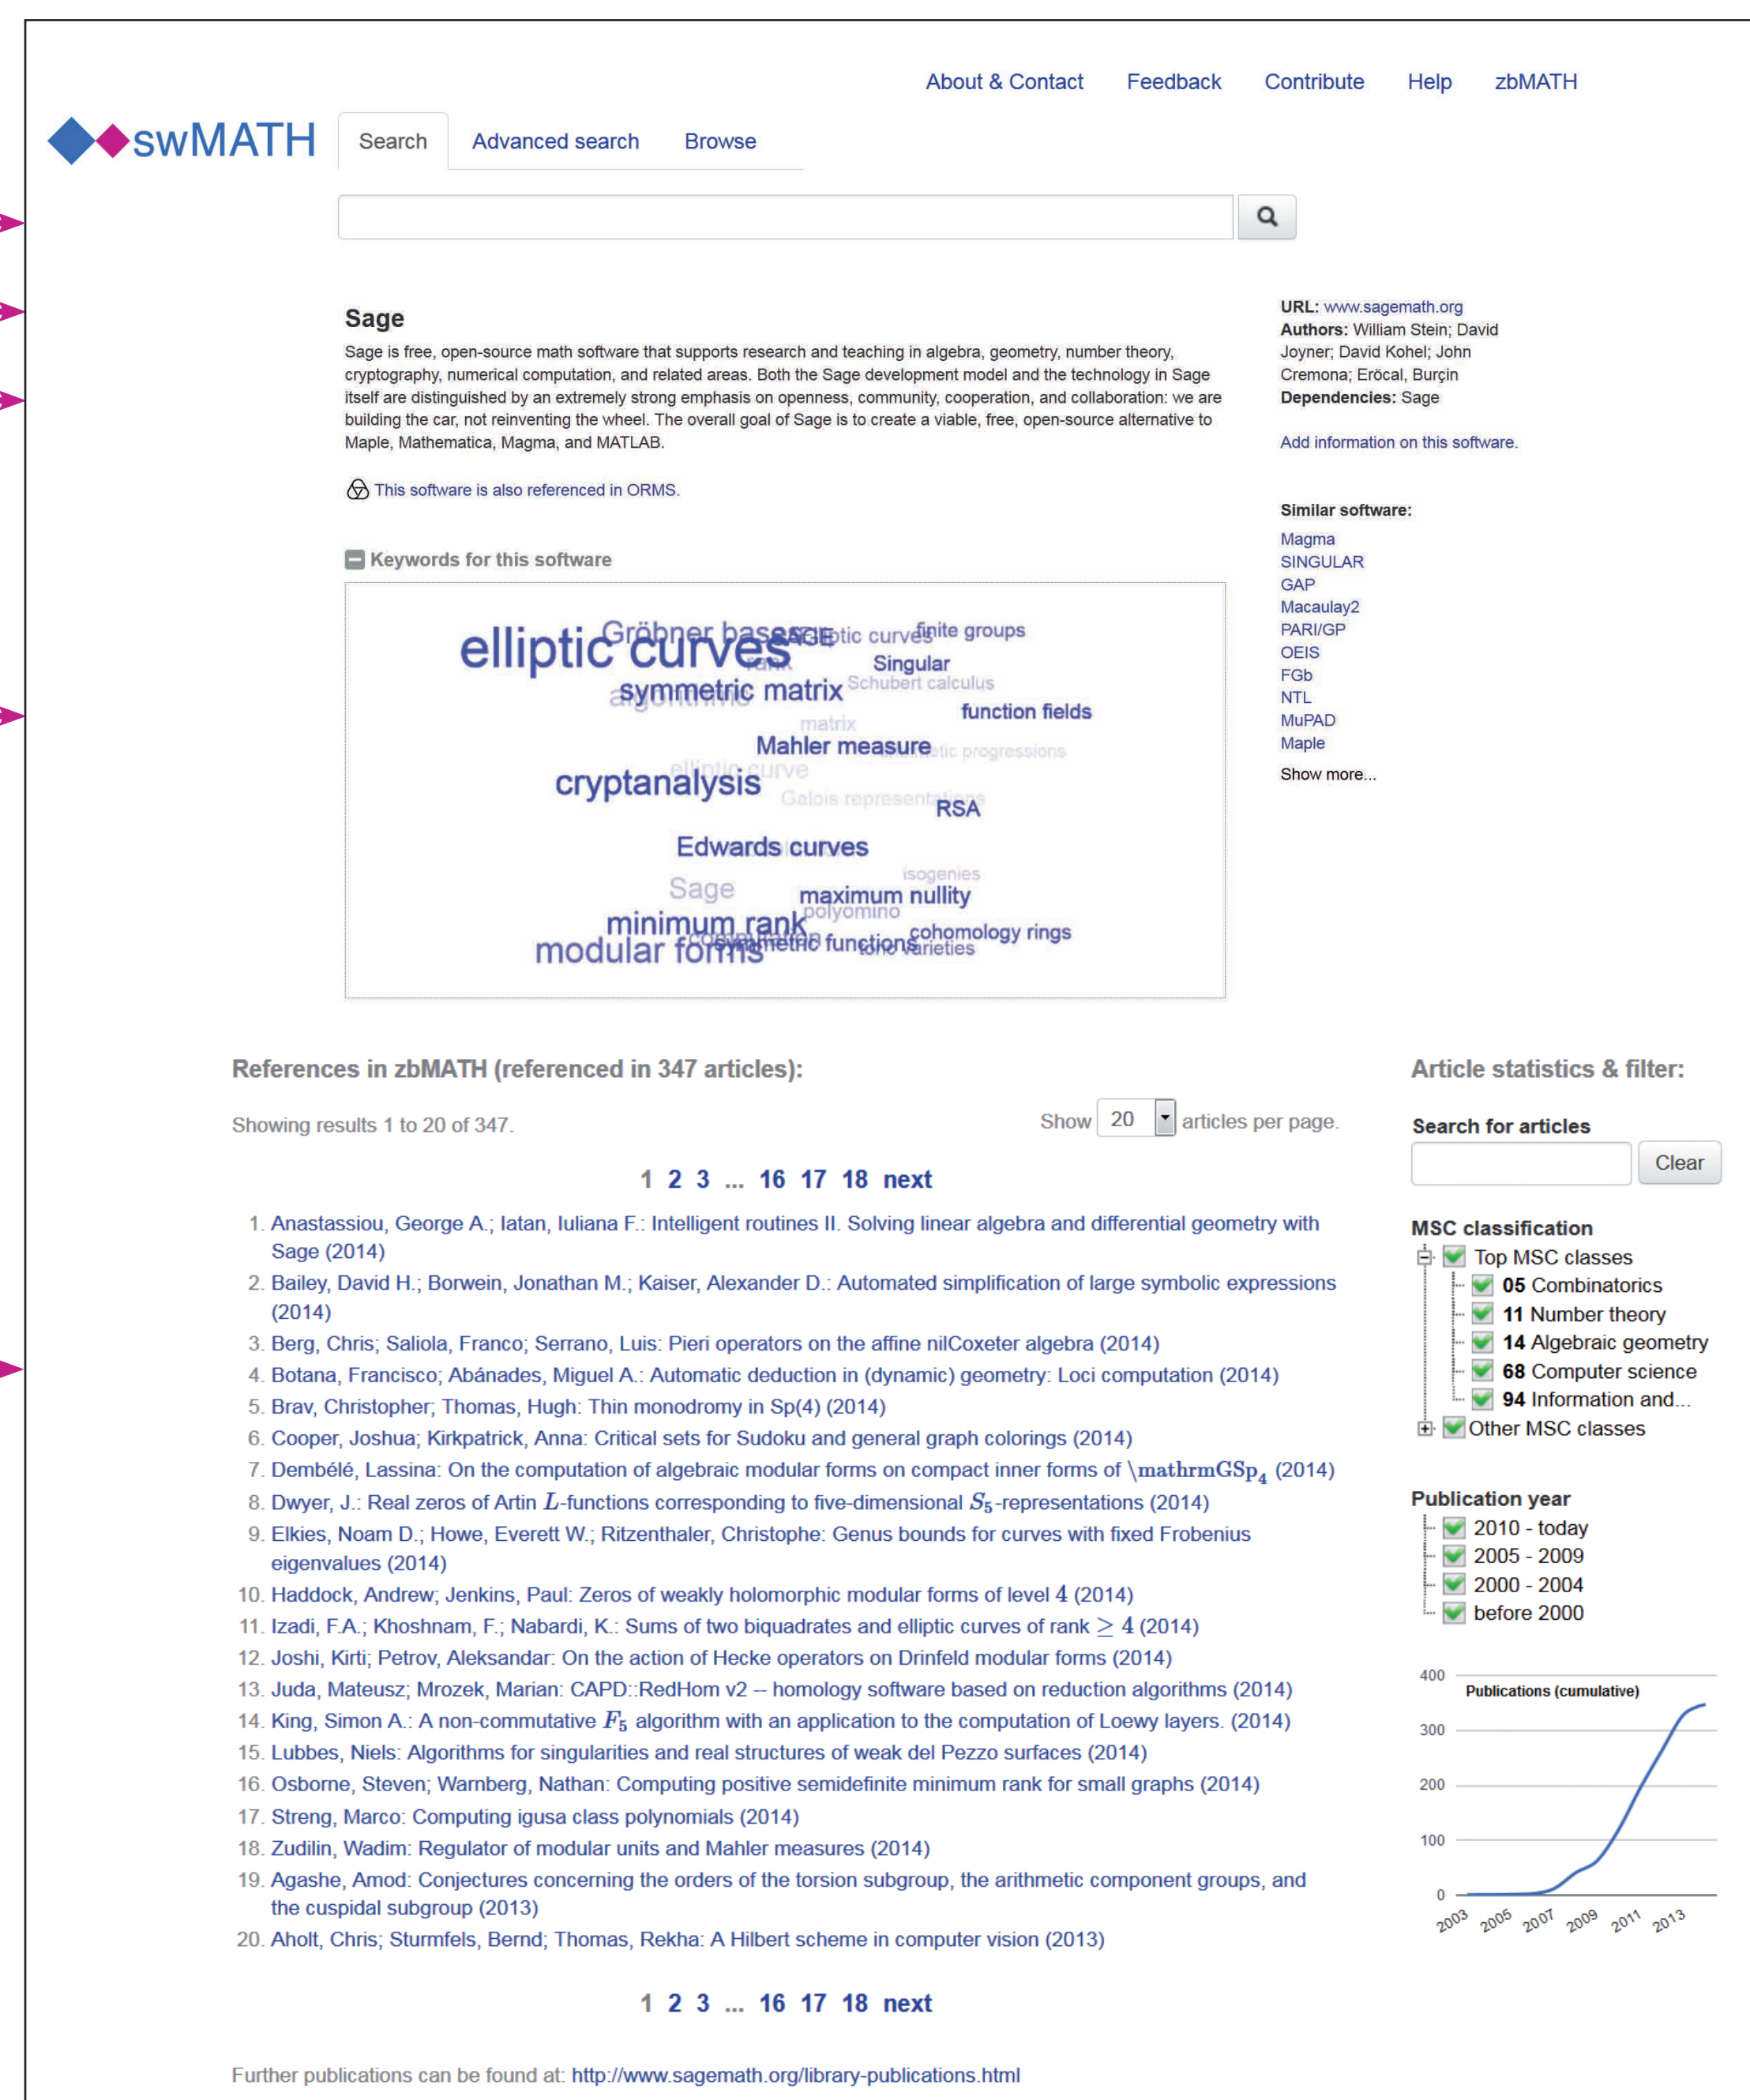 About & Contact Feedback Contribute Help zbMATH
swMATH Search Advanced search Browse
Sage
Sage is free, open-source math software that supports research and teaching in algebra, geometry, number theory,
cryptography, numerical computation, and related areas. Both the Sage development model and the technology in Sage
itself are distinguished by an extremely strong emphasis on openness, community, cooperation, and collaboration: we are
building the car, not reinventing the wheel. The overall goal of Sage is to create a viable, free, open-source alternative to
Maple, Mathematica, Magma, and MATLAB.
This software is also referenced in ORMS.
URL: www.sagemath.org
Authors: William Stein; David
Joyner; David Kohel; John
Cremona; Eröcal, Burçin
Dependencies: Sage
Add information on this software.
Similar software:
Magma
SINGULAR
GAP
Macaulay2
PARI/GP
OEIS
FGb
NTL
MuPAD
Maple
Show more...
Keywords for this software
elliptic curves
Gröbner bases
SAGE
Elliptic curves
finite groups
rank
Singular
algorithms
symmetric matrix
Schubert calculus
function fields
matrix
Mahler measure
progressions
elliptic curve
cryptanalysis
Galois representations
RSA
Edwards curves
isogenies
Sage
maximum nullity
polyomino
minimum rank
cohomology rings
computation
symmetric functions
modular forms
toric varieties
References in zbMATH (referenced in 347 articles):
Showing results 1 to 20 of 347.
Show 20 articles per page.
1 2 3 ... 16 17 18 next
1. Anastassiou, George A.; Iatan, Iuliana F.: Intelligent routines II. Solving linear algebra and differential geometry with
Sage (2014)
2. Bailey, David H.; Borwein, Jonathan M.; Kaiser, Alexander D.: Automated simplification of large symbolic expressions
(2014)
3. Berg, Chris; Saliola, Franco; Serrano, Luis: Pieri operators on the affine nilCoxeter algebra (2014)
4. Botana, Francisco; Abánades, Miguel A.: Automatic deduction in (dynamic) geometry: Loci computation (2014)
5. Brav, Christopher; Thomas, Hugh: Thin monodromy in Sp(4) (2014)
6. Cooper, Joshua; Kirkpatrick, Anna: Critical sets for Sudoku and general graph colorings (2014)
7. Dembélé, Lassina: On the computation of algebraic modular forms on compact inner forms of \mathrmGSp₄ (2014)
8. Dwyer, J.: Real zeros of Artin L-functions corresponding to five-dimensional S₅-representations (2014)
9. Elkies, Noam D.; Howe, Everett W.; Ritzenthaler, Christophe: Genus bounds for curves with fixed Frobenius
eigenvalues (2014)
10. Haddock, Andrew; Jenkins, Paul: Zeros of weakly holomorphic modular forms of level 4 (2014)
11. Izadi, F.A.; Khoshnam, F.; Nabardi, K.: Sums of two biquadrates and elliptic curves of rank ≥ 4 (2014)
12. Joshi, Kirti; Petrov, Aleksandar: On the action of Hecke operators on Drinfeld modular forms (2014)
13. Juda, Mateusz; Mrozek, Marian: CAPD::RedHom v2 -- homology software based on reduction algorithms (2014)
14. King, Simon A.: A non-commutative F₅ algorithm with an application to the computation of Loewy layers. (2014)
15. Lubbes, Niels: Algorithms for singularities and real structures of weak del Pezzo surfaces (2014)
16. Osborne, Steven; Warnberg, Nathan: Computing positive semidefinite minimum rank for small graphs (2014)
17. Streng, Marco: Computing igusa class polynomials (2014)
18. Zudilin, Wadim: Regulator of modular units and Mahler measures (2014)
19. Agashe, Amod: Conjectures concerning the orders of the torsion subgroup, the arithmetic component groups, and
the cuspidal subgroup (2013)
20. Aholt, Chris; Sturmfels, Bernd; Thomas, Rekha: A Hilbert scheme in computer vision (2013)
1 2 3 ... 16 17 18 next
Further publications can be found at: http://www.sagemath.org/library-publications.html
Article statistics & filter:
Search for articles
Clear
MSC classification
Top MSC classes
05 Combinatorics
11 Number theory
14 Algebraic geometry
68 Computer science
94 Information and...
Other MSC classes
Publication year
2010 - today
2005 - 2009
2000 - 2004
before 2000
Publications (cumulative)
400
300
200
100
0
2003 2005 2007 2009 2011 2013